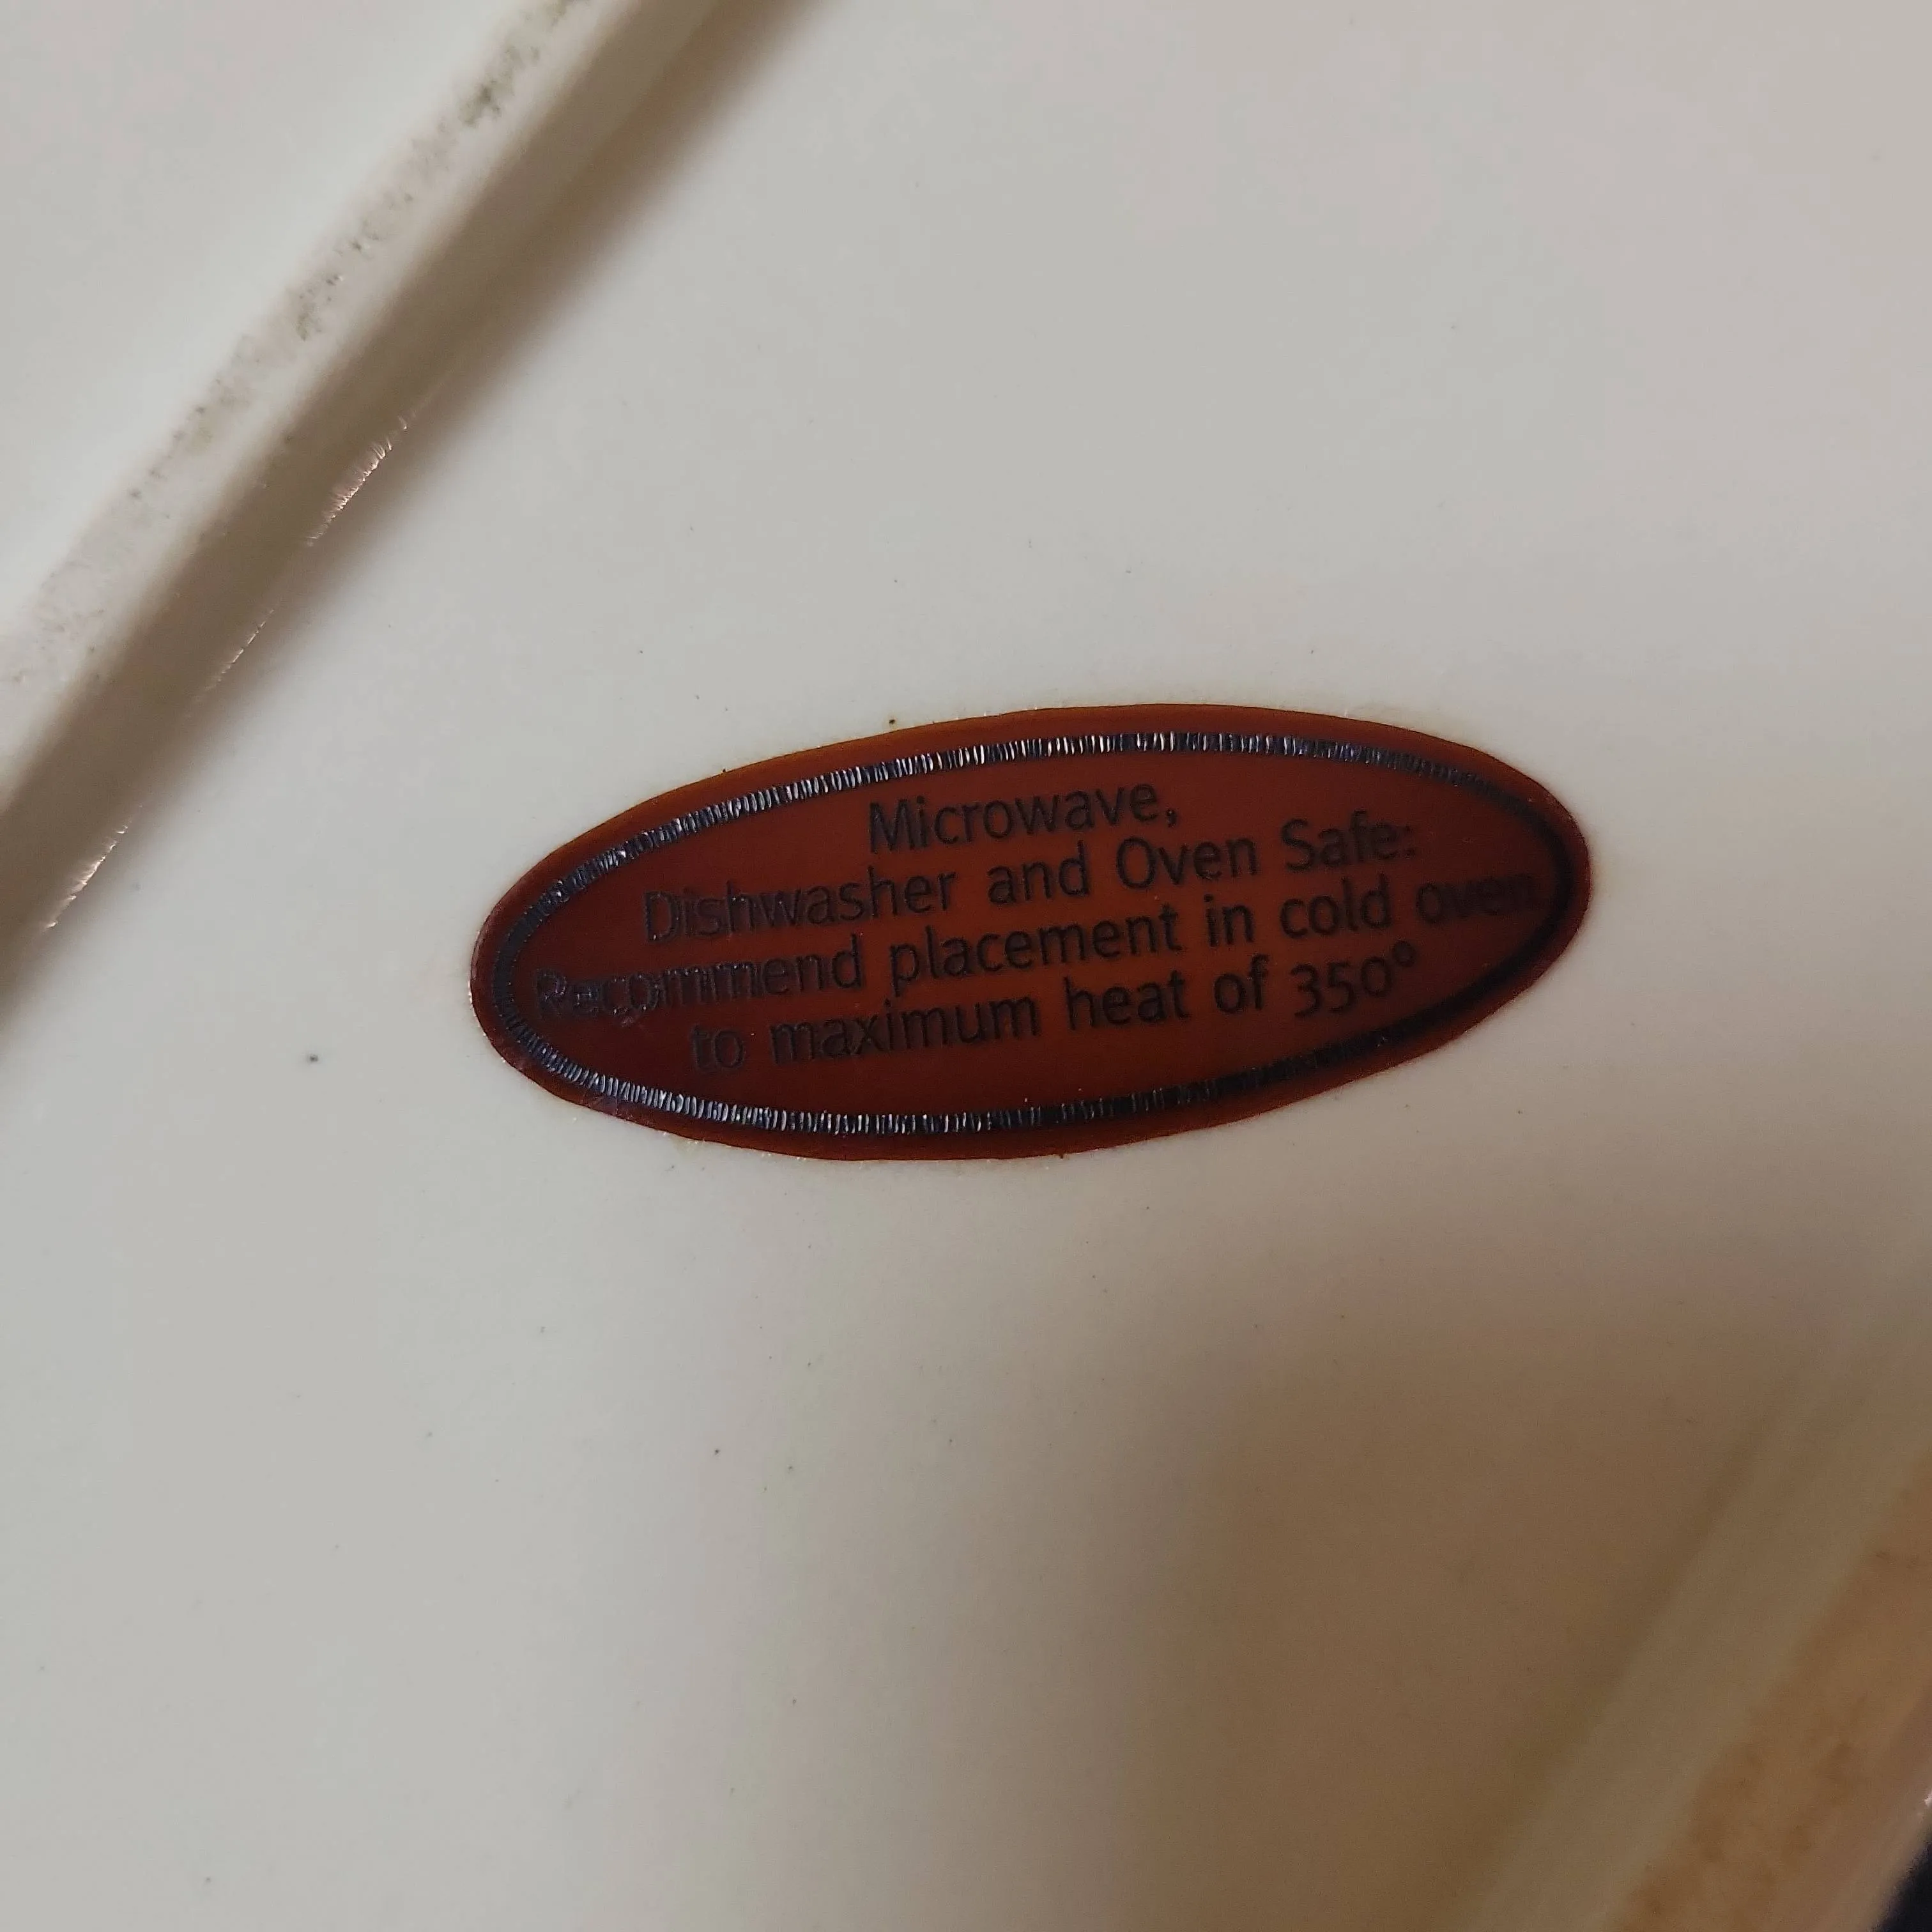 Microwave,
Dishwasher and Oven Safe:
Recommend placement in cold oven
to maximum heat of 350°